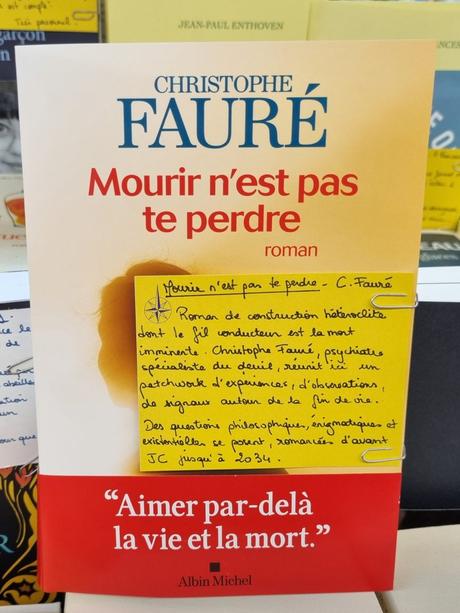 JEAN-PAUL ENTHOVEN
garçon
CHRISTOPHE
FAURÉ
Mourir n'est pas
te perdre
roman
Mourir n'est pas te perdre - C. Fauré
Roman de construction hétéroclite
dont le fil conducteur est la mort
imminente. Christophe Fauré, psychiatre
spécialiste du deuil, réunit ici un
patchwork d'expériences, d'observations,
de signaux autour de la fin de vie.
Des questions philosophiques, énigmatiques et
existentielles se posent, romancées d'avant
JC jusqu'à 2034.
“Aimer par-delà
la vie et la mort.”
Albin Michel